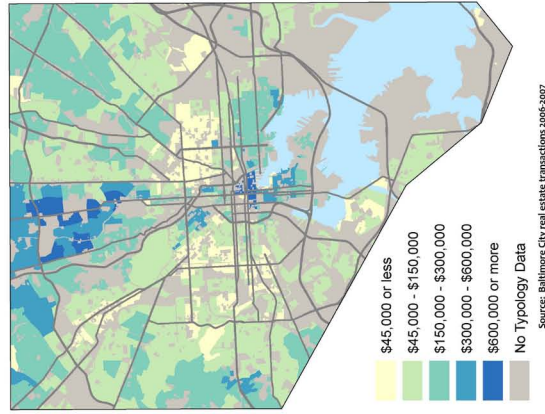 $45,000 or less
$45,000 - $150,000
$150,000 - $300,000
$300,000 - $600,000
$600,000 or more
No Typology Data
Source: Baltimore City real estate transactions 2006-2007